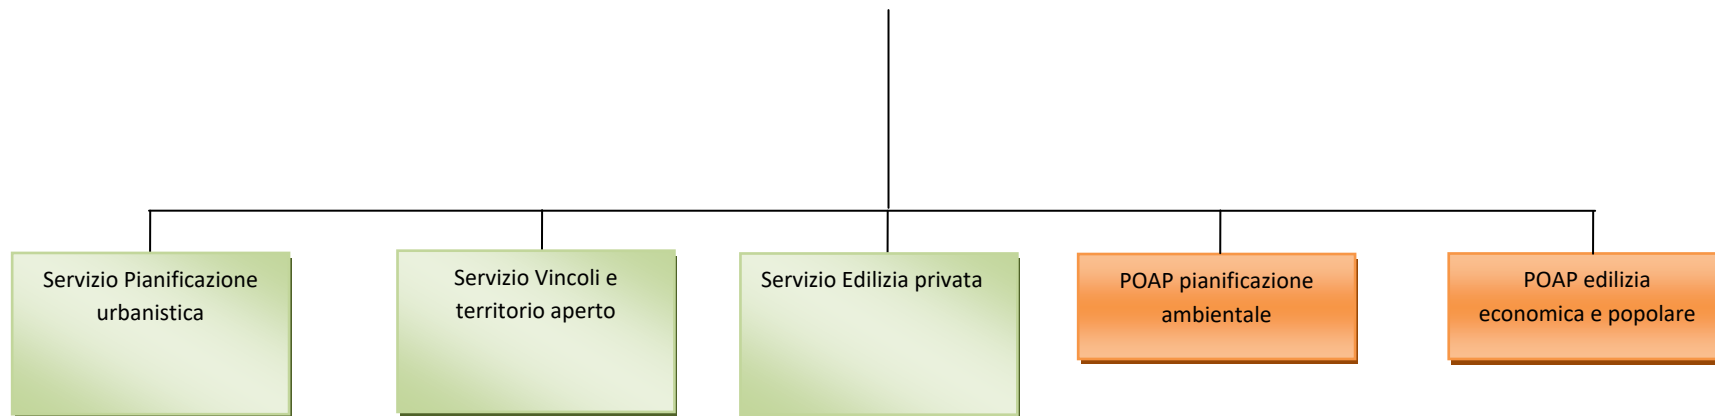 Servizio Pianificazione
urbanistica
Servizio Vincoli e
territorio aperto
Servizio Edilizia privata
POAP pianificazione
ambientale
POAP edilizia
economica e popolare